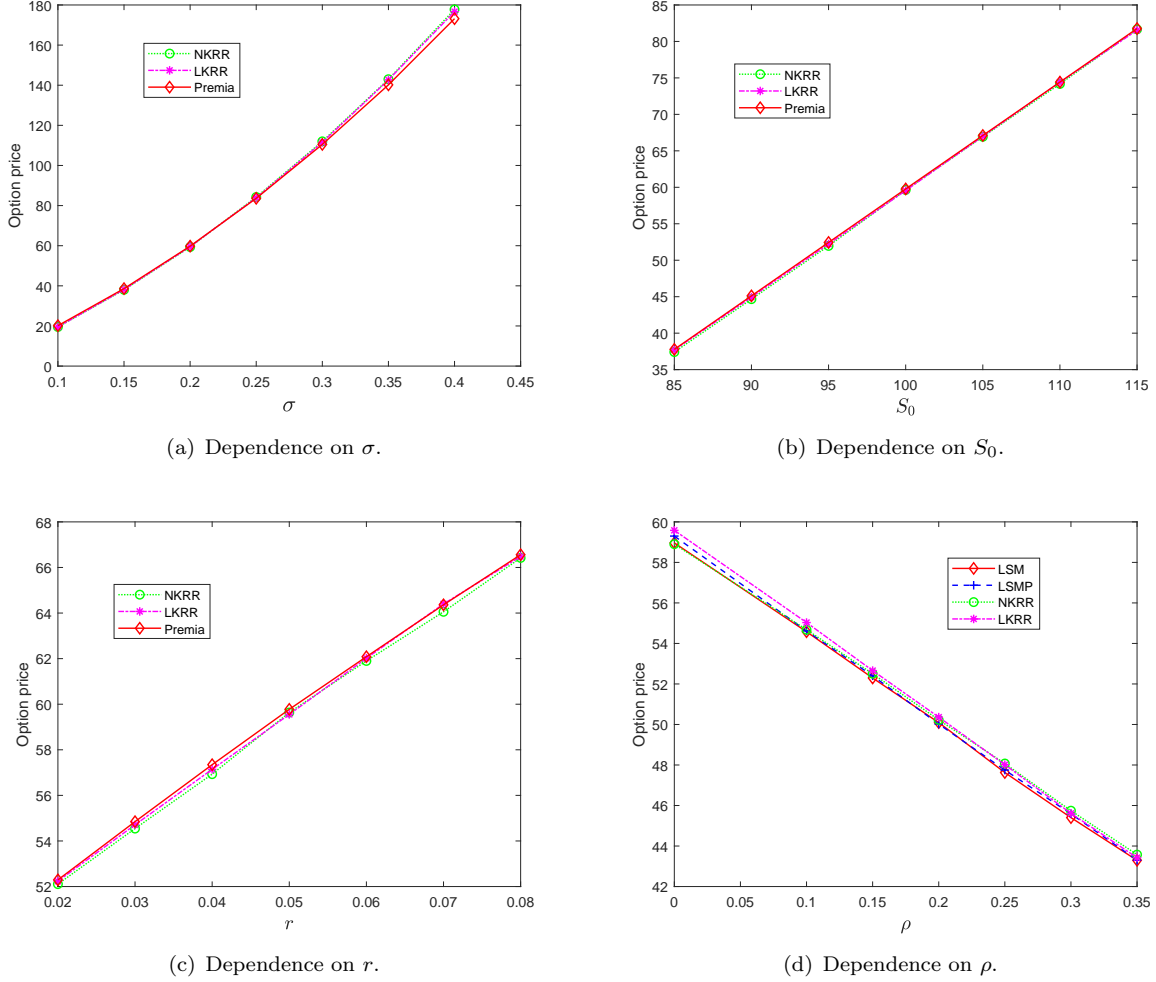 180
160
140
120
100
80
60
40
20
0
Option price
NKRR
LKRR
Premia
0.1 0.15 0.2 0.25 0.3 0.35 0.4 0.45
σ
(a) Dependence on σ.
85
80
75
70
65
60
55
50
45
40
35
Option price
NKRR
LKRR
Premia
85 90 95 100 105 110 115
S₀
(b) Dependence on S₀.
68
66
64
62
60
58
56
54
52
Option price
NKRR
LKRR
Premia
0.02 0.03 0.04 0.05 0.06 0.07 0.08
r
(c) Dependence on r.
60
58
56
54
52
50
48
46
44
42
Option price
LSM
LSMP
NKRR
LKRR
0 0.05 0.1 0.15 0.2 0.25 0.3 0.35
ρ
(d) Dependence on ρ.